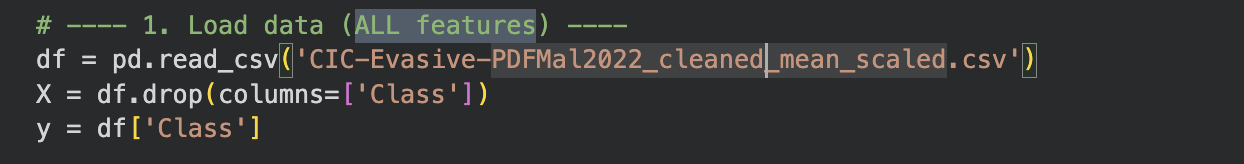 # ---- 1. Load data (ALL features) ----
df = pd.read_csv('CIC-Evasive-PDFMal2022_cleaned_mean_scaled.csv')
X = df.drop(columns=['Class'])
y = df['Class']